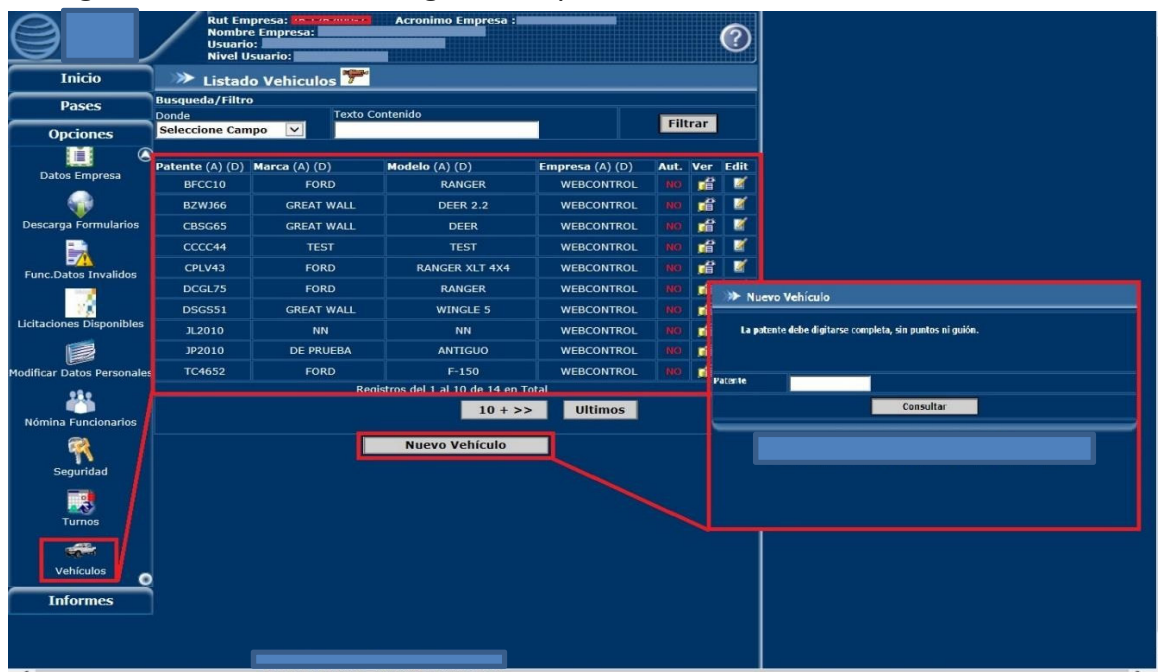 Rut Empresa: Acronimo Empresa :
Nombre Empresa:
Usuario:
Nivel Usuario:
Inicio
Pases
Opciones
Datos Empresa
Descarga Formularios
Func.Datos Invalidos
Licitaciones Disponibles
Modificar Datos Personales
Nómina Funcionarios
Seguridad
Turnos
Vehículos
Informes
Listado Vehiculos
Busqueda/Filtro
Donde Texto Contenido
Seleccione Campo Filtrar
Patente (A) (D) Marca (A) (D) Modelo (A) (D) Empresa (A) (D) Aut. Ver Edit
BFCC10 FORD RANGER WEBCONTROL NO
BZWJ66 GREAT WALL DEER 2.2 WEBCONTROL NO
CBSG65 GREAT WALL DEER WEBCONTROL NO
CCCC44 TEST TEST WEBCONTROL NO
CPLV43 FORD RANGER XLT 4X4 WEBCONTROL NO
DCGL75 FORD RANGER WEBCONTROL NO
DSGS51 GREAT WALL WINGLE 5 WEBCONTROL NO
JL2010 NN NN WEBCONTROL NO
JP2010 DE PRUEBA ANTIGUO WEBCONTROL NO
TC4652 FORD F-150 WEBCONTROL NO
Registros del 1 al 10 de 14 en Total
10 + >> Ultimos
Nuevo Vehículo
Nuevo Vehículo
La patente debe digitarse completa, sin puntos ni guión.
Patente
Consultar